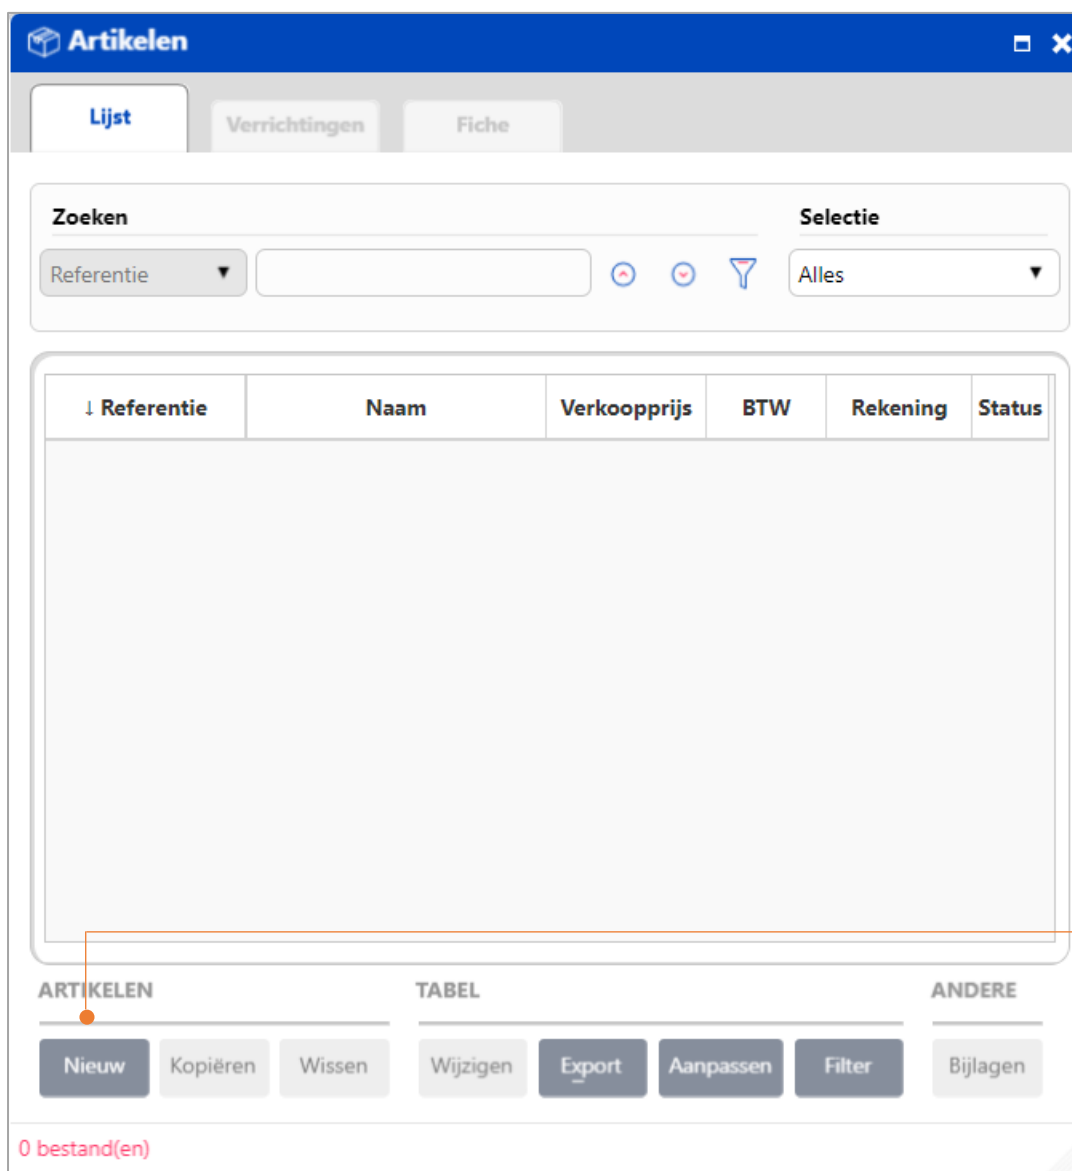 Artikelen
Lijst Verrichtingen Fiche
Zoeken Selectie
Referentie Alles
↓ Referentie Naam Verkoopprijs BTW Rekening Status
ARTIKELEN TABEL ANDERE
Nieuw Kopiëren Wissen Wijzigen Export Aanpassen Filter Bijlagen
0 bestand(en)